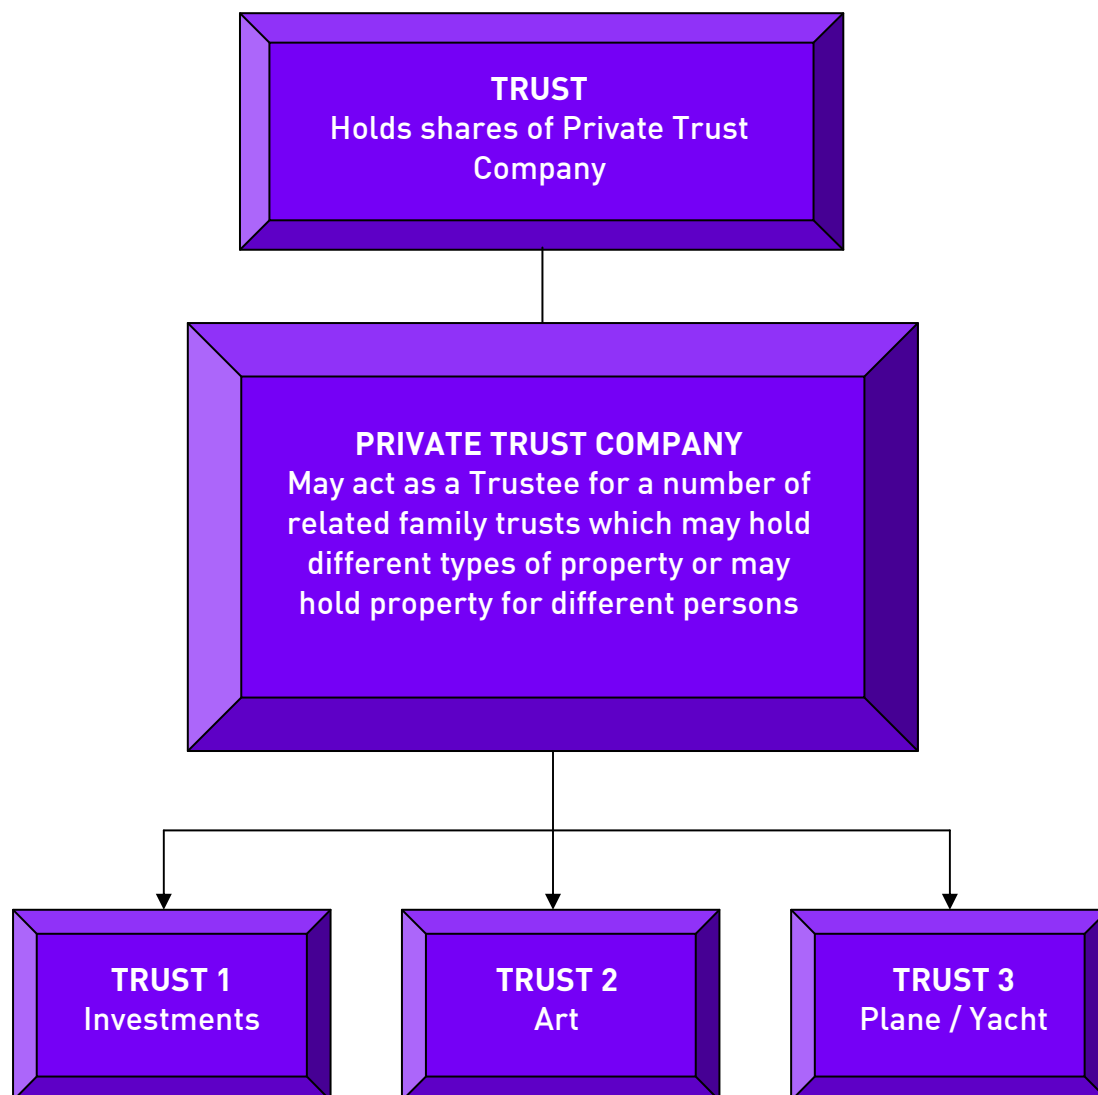 TRUST
Holds shares of Private Trust
Company
PRIVATE TRUST COMPANY
May act as a Trustee for a number of
related family trusts which may hold
different types of property or may
hold property for different persons
TRUST 1
Investments
TRUST 2
Art
TRUST 3
Plane / Yacht